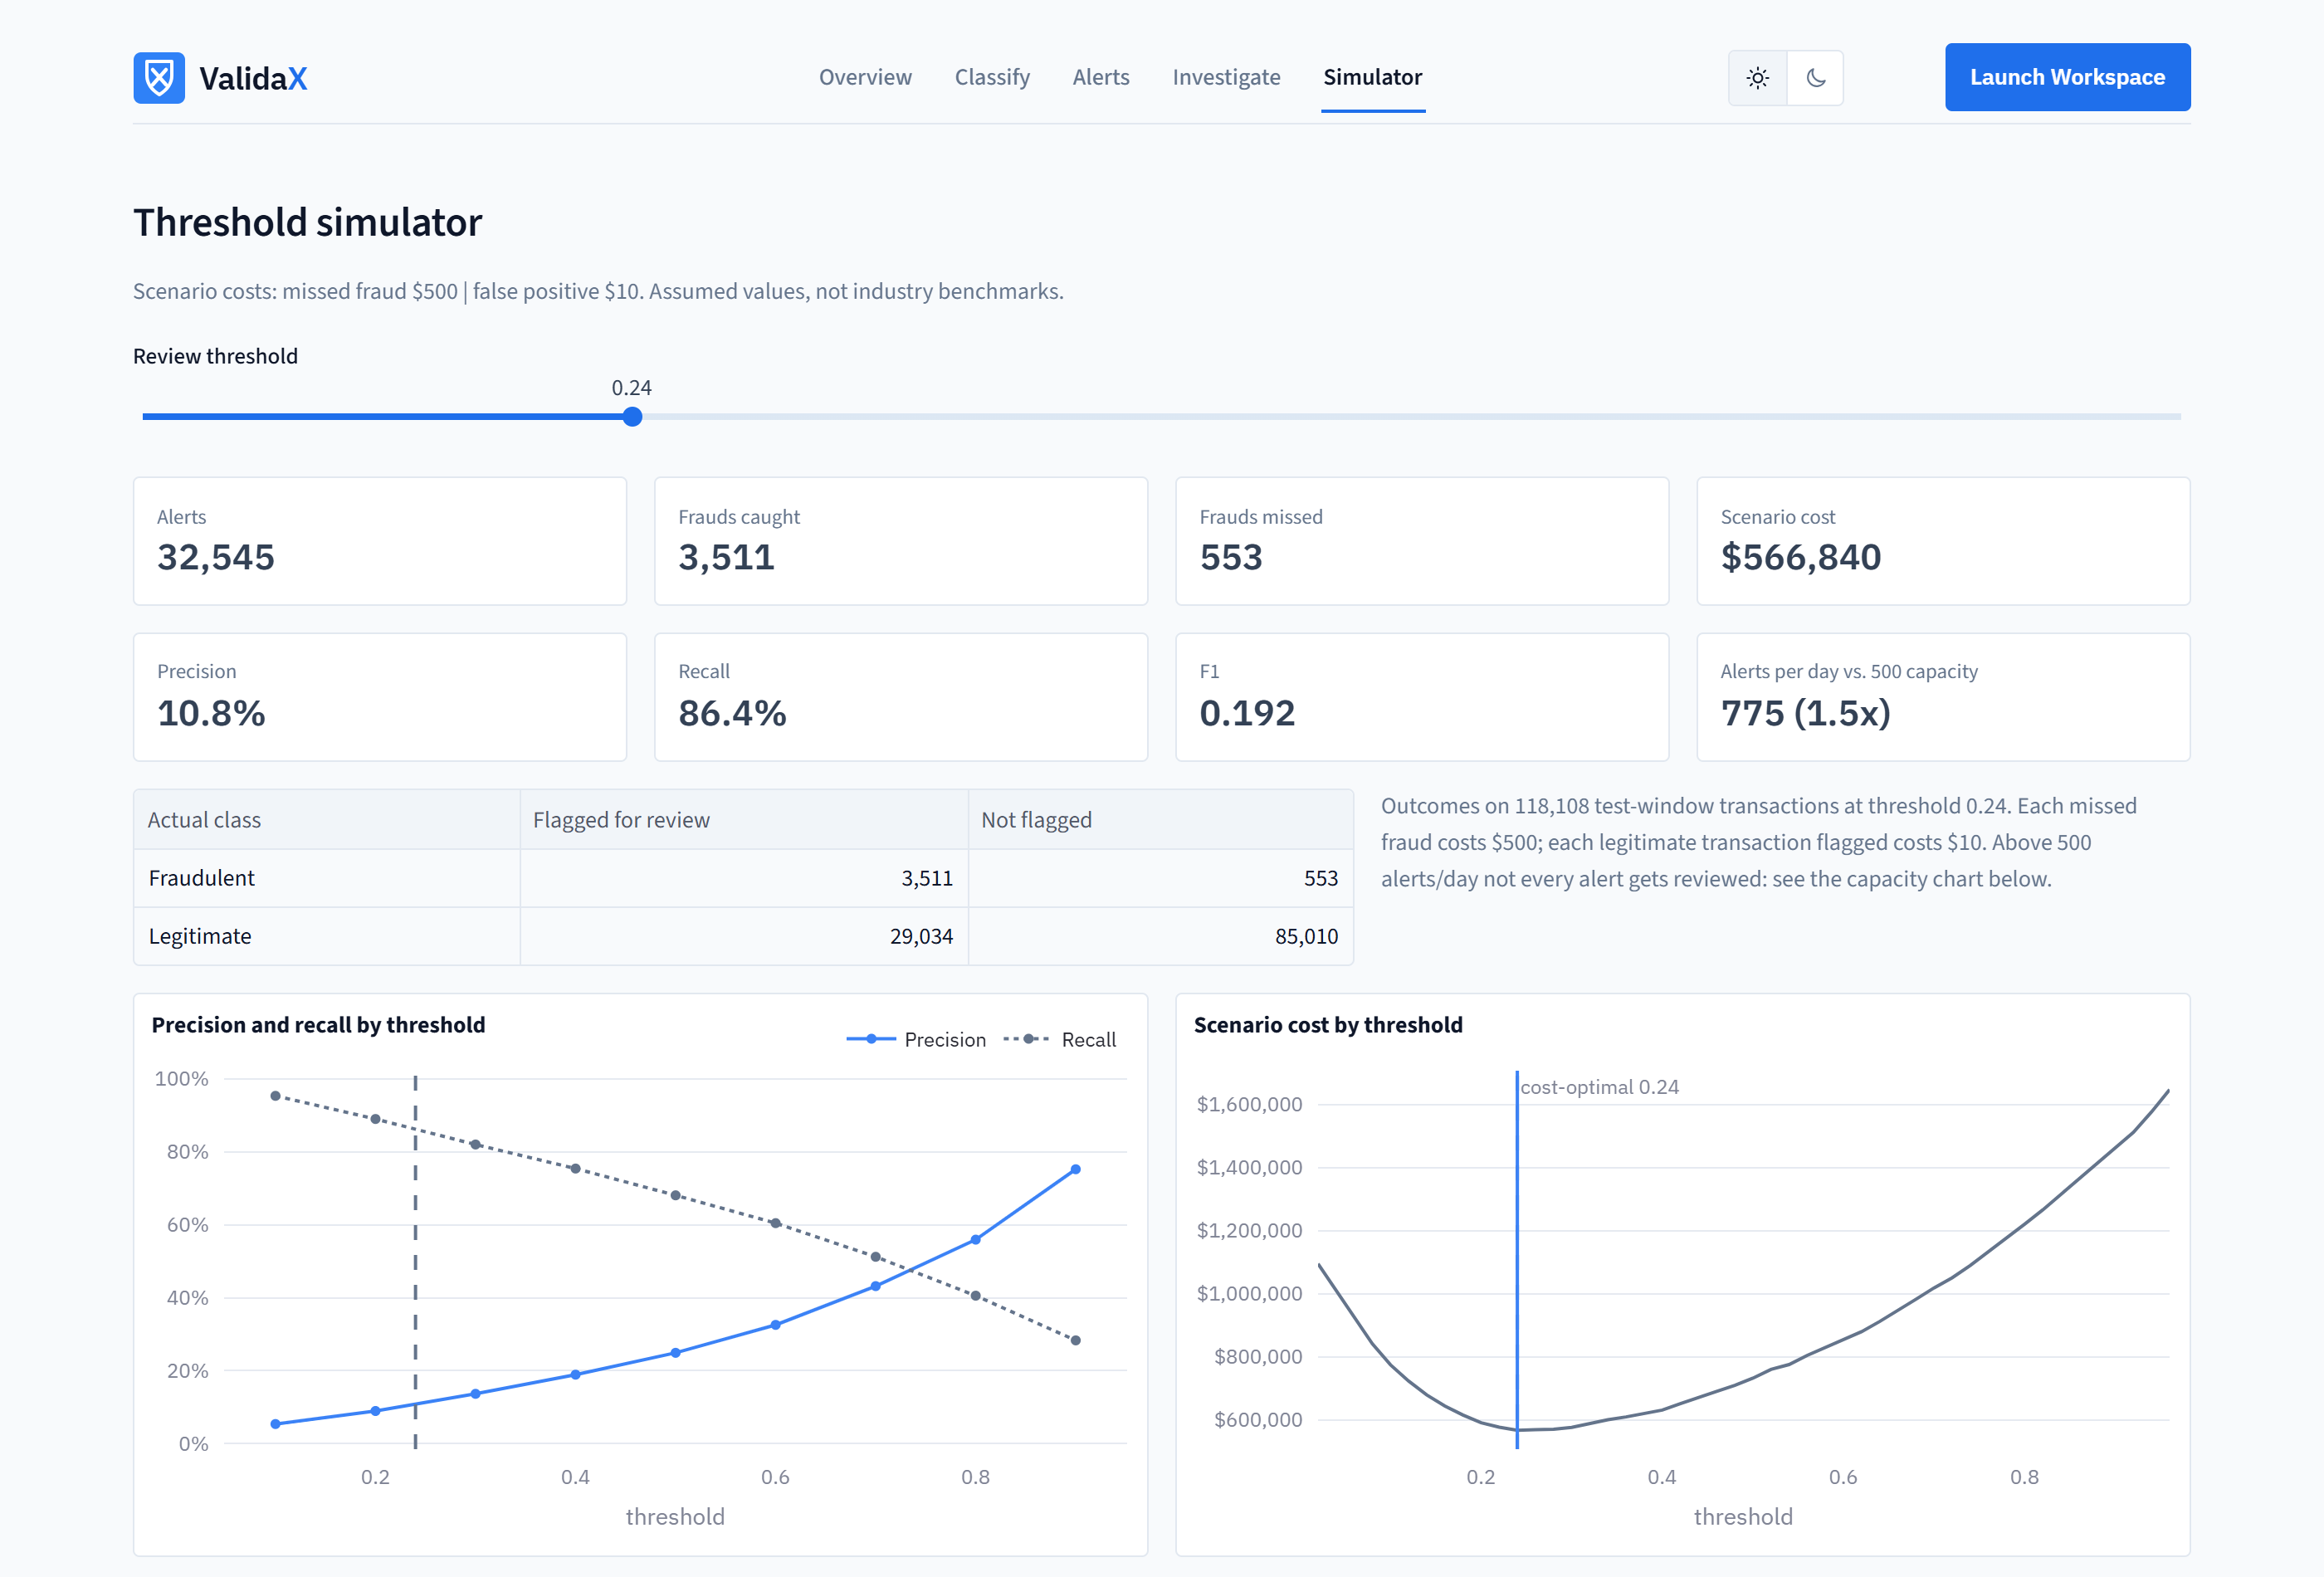 ValidaX
Overview Classify Alerts Investigate Simulator
Launch Workspace
Threshold simulator
Scenario costs: missed fraud $500 | false positive $10. Assumed values, not industry benchmarks.
Review threshold
0.24
Alerts
32,545
Frauds caught
3,511
Frauds missed
553
Scenario cost
$566,840
Precision
10.8%
Recall
86.4%
F1
0.192
Alerts per day vs. 500 capacity
775 (1.5x)
Actual class Flagged for review Not flagged
Fraudulent 3,511 553
Legitimate 29,034 85,010
Outcomes on 118,108 test-window transactions at threshold 0.24. Each missed
fraud costs $500; each legitimate transaction flagged costs $10. Above 500
alerts/day not every alert gets reviewed: see the capacity chart below.
Precision and recall by threshold
Precision Recall
100%
80%
60%
40%
20%
0%
0.2 0.4 0.6 0.8
threshold
Scenario cost by threshold
cost-optimal 0.24
$1,600,000
$1,400,000
$1,200,000
$1,000,000
$800,000
$600,000
0.2 0.4 0.6 0.8
threshold